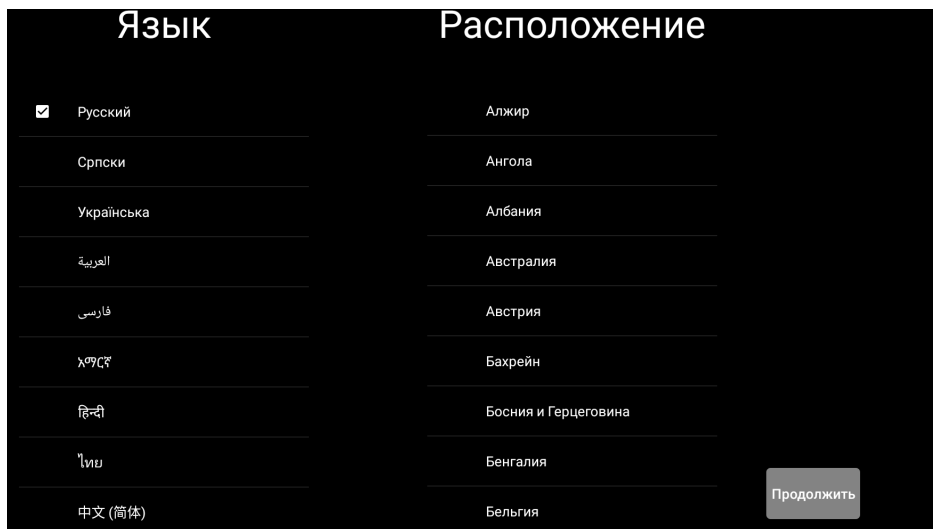 Язык
Расположение
Русский
Српски
Українська
العربية
فارسی
አማርኛ
हिन्दी
ไทย
中文 (简体)
Алжир
Ангола
Албания
Австралия
Австрия
Бахрейн
Босния и Герцеговина
Бенгалия
Бельгия
Продолжить